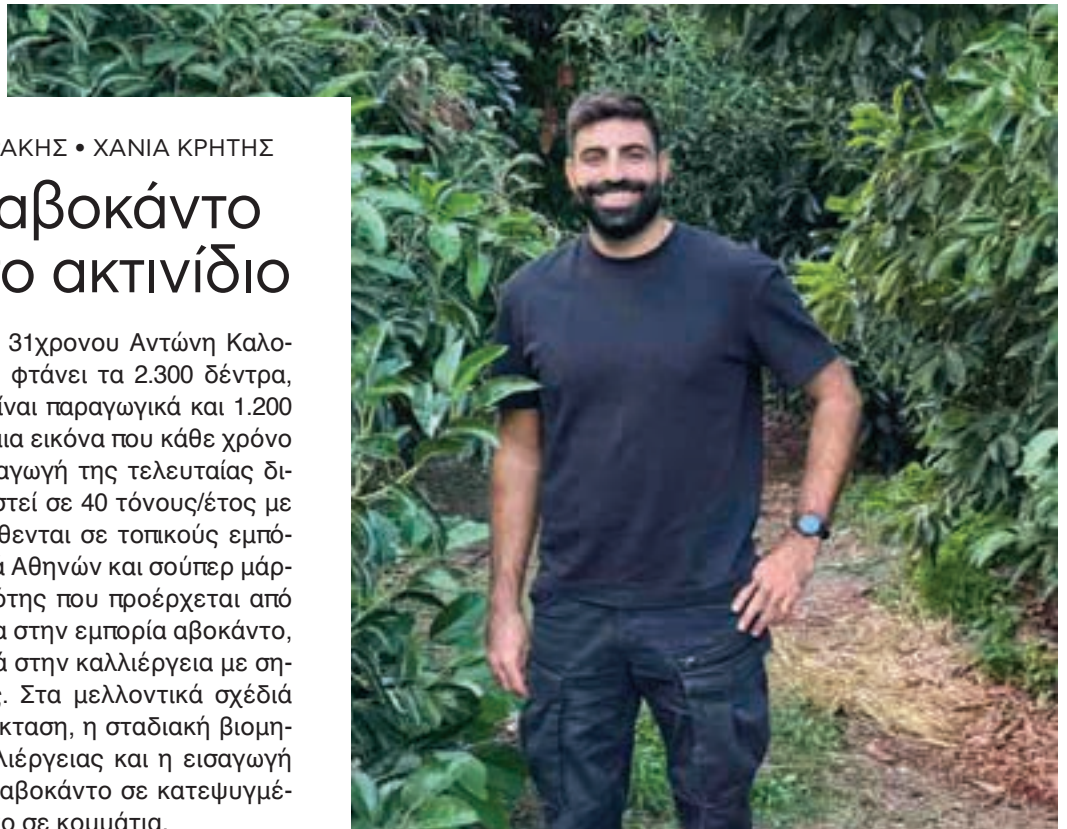 ΑΚΗΣ • ΧΑΝΙΑ ΚΡΗΤΗΣ
αβοκάντο
ο ακτινίδιο
31χρονου Αντώνη Καλο-
φτάνει τα 2.300 δέντρα,
ίναι παραγωγικά και 1.200
ια εικόνα που κάθε χρόνο
αγωγή της τελευταίας δι-
στεί σε 40 τόνους/έτος με
θενται σε τοπικούς εμπό-
α Αθηνών και σούπερ μάρ-
ότης που προέρχεται από
α στην εμπορία αβοκάντο,
ά στην καλλιέργεια με ση-
ς. Στα μελλοντικά σχέδιά
κταση, η σταδιακή βιομη-
λιέργειας και η εισαγωγή
αβοκάντο σε κατεψυγμέ-
ο σε κομμάτια.